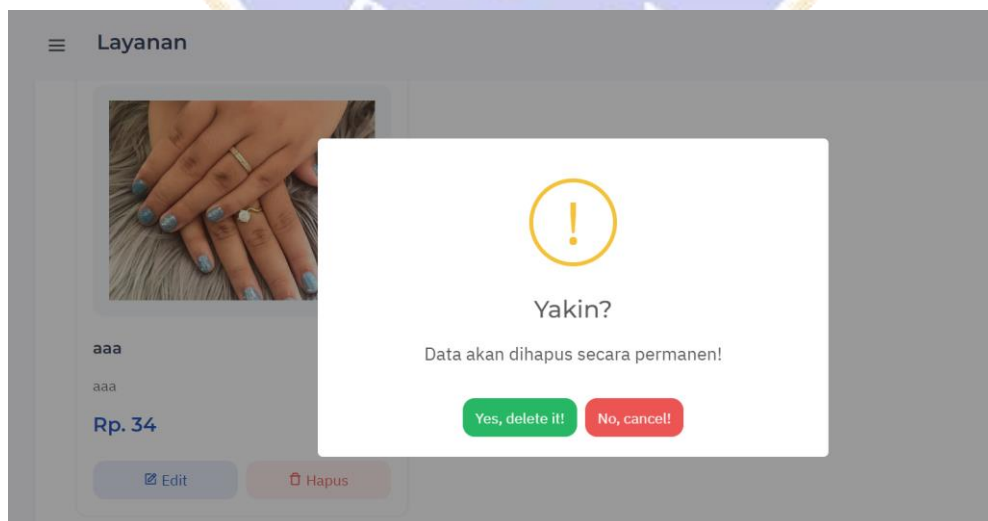 Layanan
aaa
aaa
Rp. 34
Edit
Hapus
Yakin?
Data akan dihapus secara permanen!
Yes, delete it!
No, cancel!